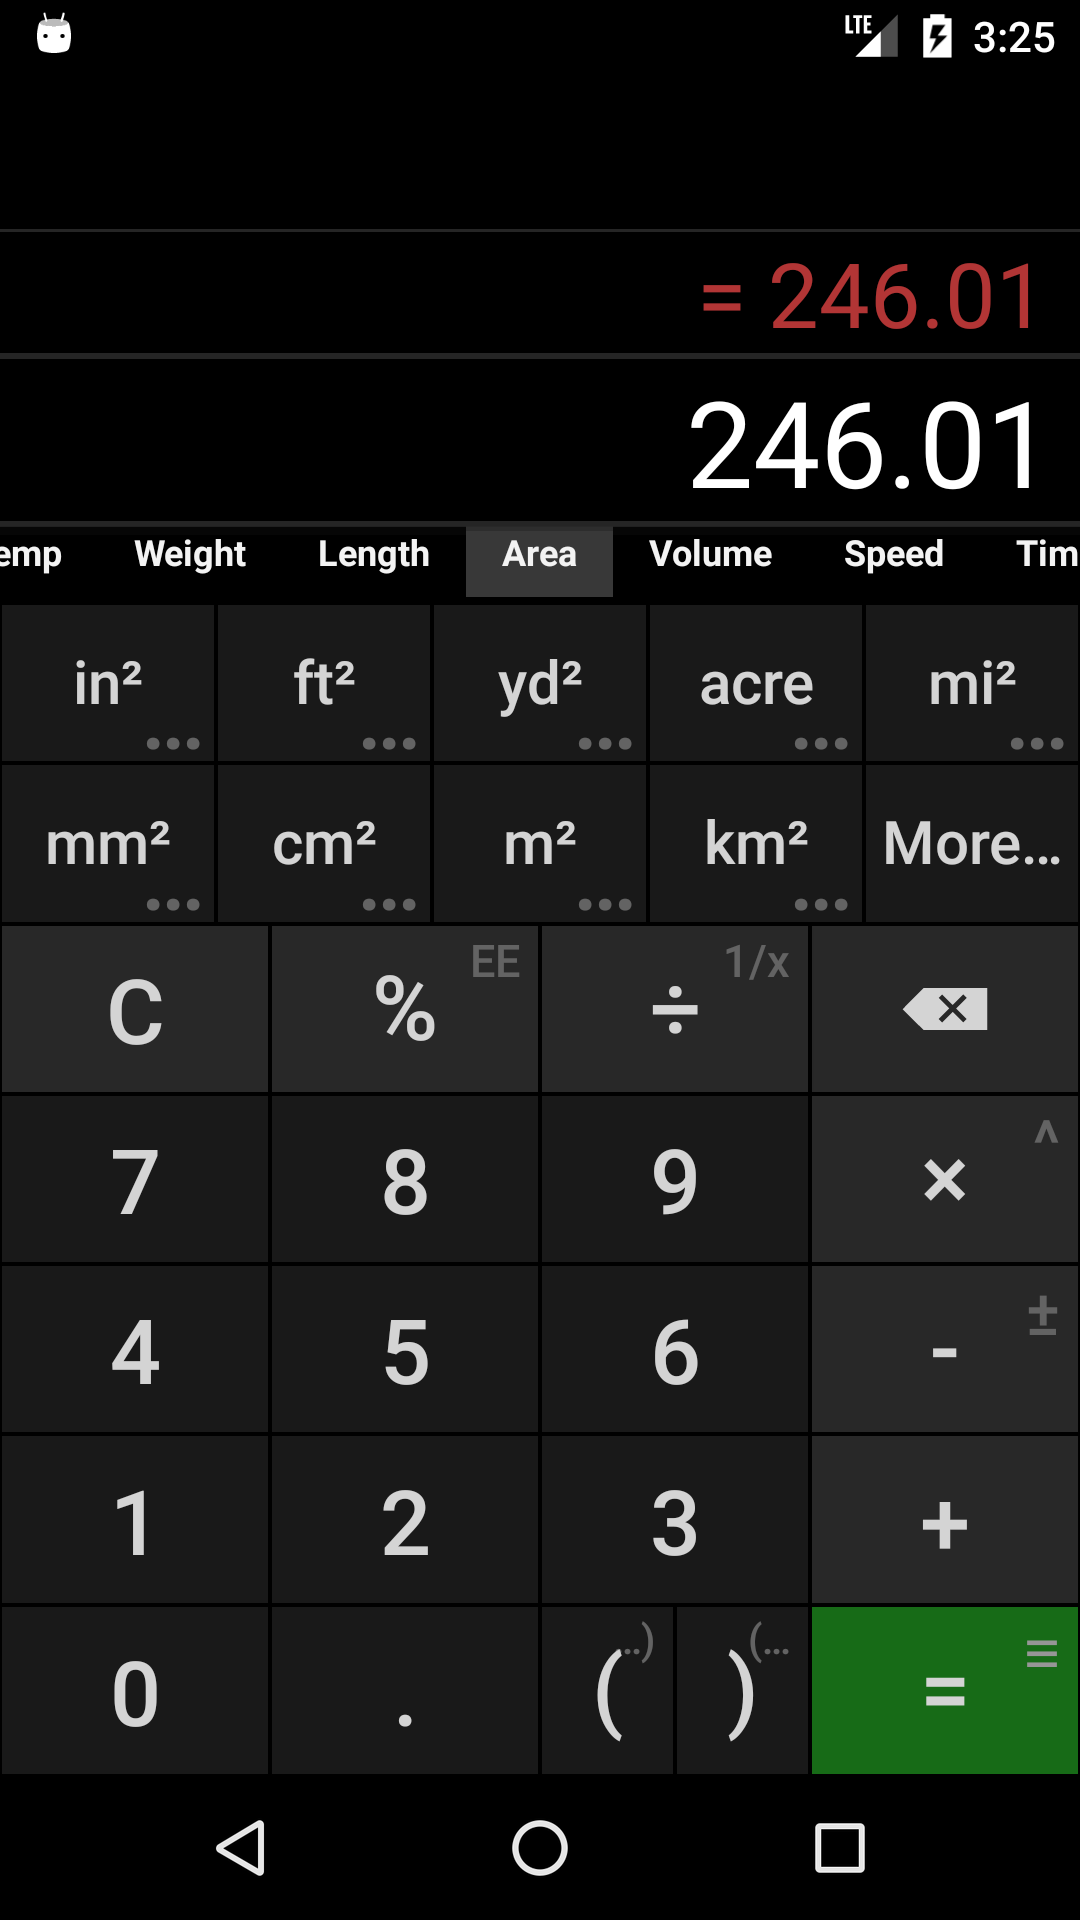 LTE 3:25
= 246.01
246.01
emp Weight Length Area Volume Speed Tim
in² ft² yd² acre mi²
mm² cm² m² km² More...
C % EE ÷ 1/x
7 8 9 × ^
4 5 6 - ±
1 2 3 +
0 . ( ..) ) (... =